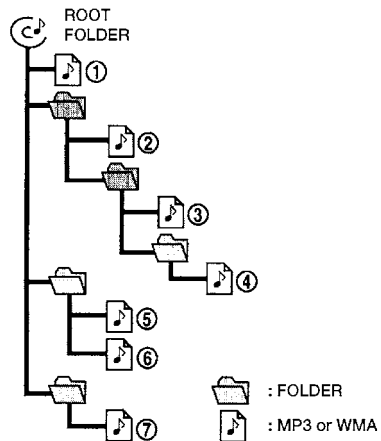 ROOT
FOLDER
①
②
③
④
⑤
⑥
⑦
: FOLDER
: MP3 or WMA